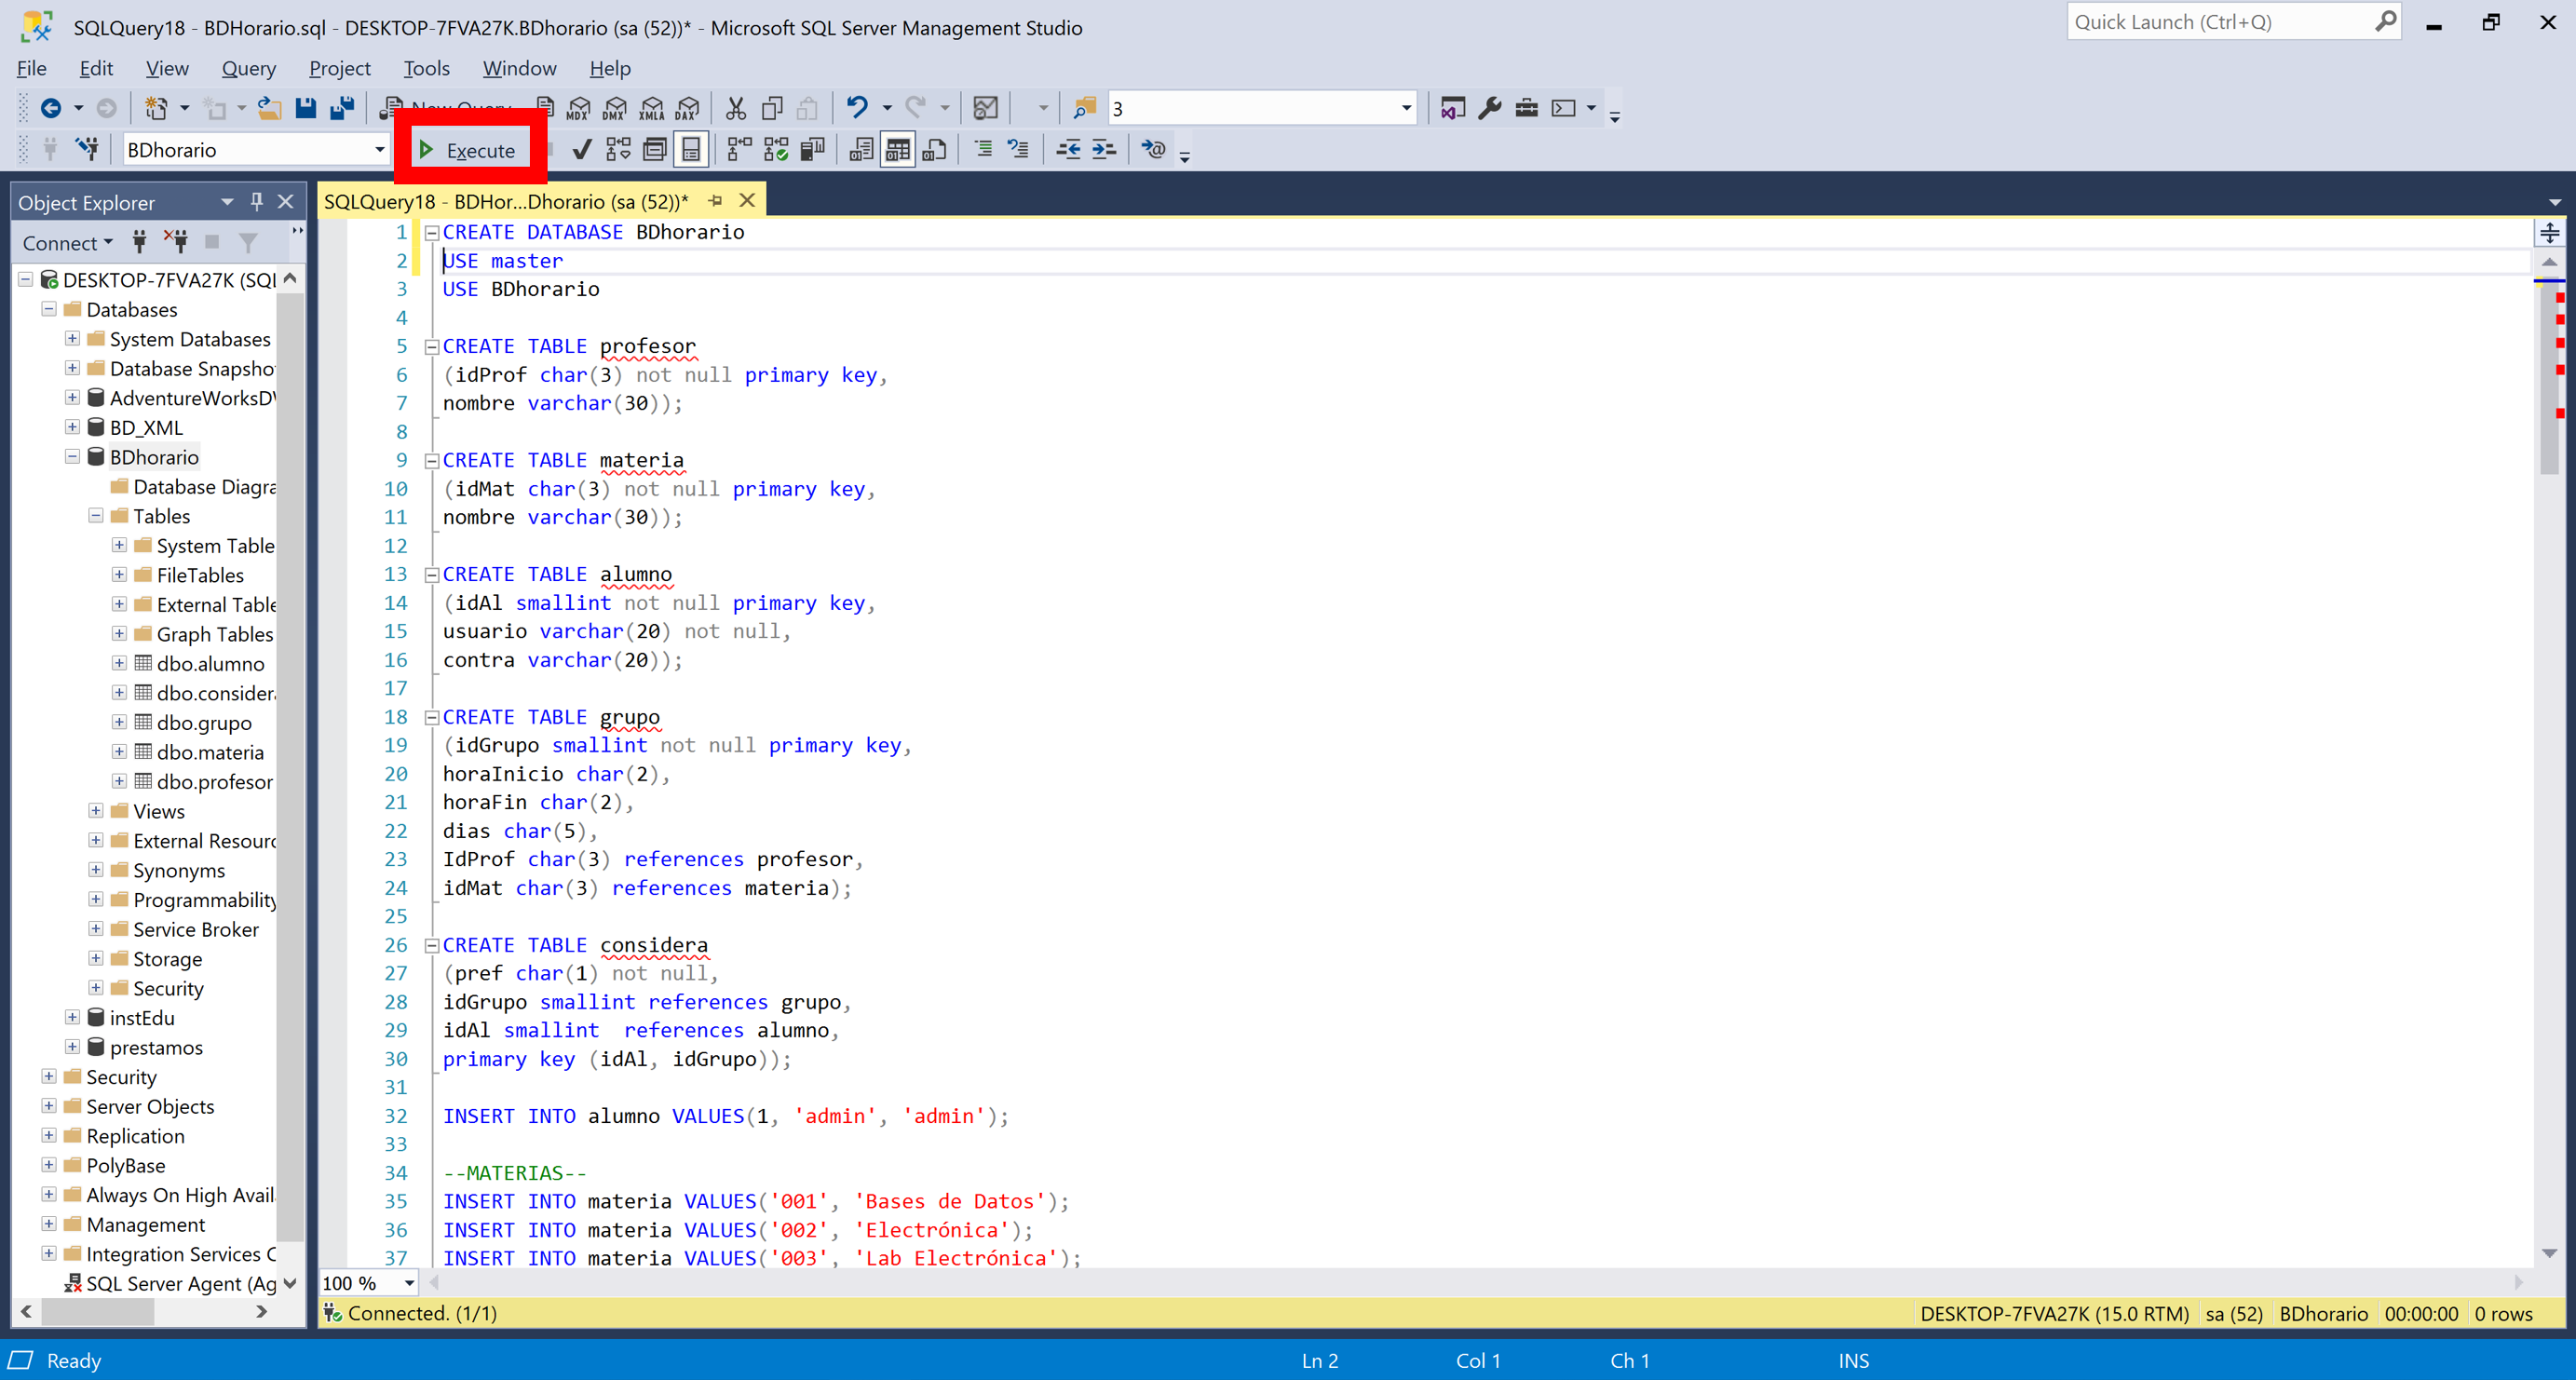 SQLQuery18 - BDHorario.sql - DESKTOP-7FVA27K.BDhorario (sa (52))* - Microsoft SQL Server Management Studio
Quick Launch (Ctrl+Q)
File Edit View Query Project Tools Window Help
New Query MDX DMX XMLA DAX 3
BDhorario Execute
Object Explorer
Connect
DESKTOP-7FVA27K (SQL
Databases
System Databases
Database Snapshot
AdventureWorksDW
BD_XML
BDhorario
Database Diagra
Tables
System Table
FileTables
External Table
Graph Tables
dbo.alumno
dbo.considera
dbo.grupo
dbo.materia
dbo.profesor
Views
External Resourc
Synonyms
Programmability
Service Broker
Storage
Security
instEdu
prestamos
Security
Server Objects
Replication
PolyBase
Always On High Avail
Management
Integration Services C
SQL Server Agent (Ag
SQLQuery18 - BDHor...Dhorario (sa (52))*
1 CREATE DATABASE BDhorario
2 USE master
3 USE BDhorario
4
5 CREATE TABLE profesor
6 (idProf char(3) not null primary key,
7 nombre varchar(30));
8
9 CREATE TABLE materia
10 (idMat char(3) not null primary key,
11 nombre varchar(30));
12
13 CREATE TABLE alumno
14 (idAl smallint not null primary key,
15 usuario varchar(20) not null,
16 contra varchar(20));
17
18 CREATE TABLE grupo
19 (idGrupo smallint not null primary key,
20 horaInicio char(2),
21 horaFin char(2),
22 dias char(5),
23 IdProf char(3) references profesor,
24 idMat char(3) references materia);
25
26 CREATE TABLE considera
27 (pref char(1) not null,
28 idGrupo smallint references grupo,
29 idAl smallint  references alumno,
30 primary key (idAl, idGrupo));
31
32 INSERT INTO alumno VALUES(1, 'admin', 'admin');
33
34 --MATERIAS--
35 INSERT INTO materia VALUES('001', 'Bases de Datos');
36 INSERT INTO materia VALUES('002', 'Electrónica');
37 INSERT INTO materia VALUES('003', 'Lab Electrónica');
100 %
Connected. (1/1) DESKTOP-7FVA27K (15.0 RTM) sa (52) BDhorario 00:00:00 0 rows
Ready Ln 2 Col 1 Ch 1 INS